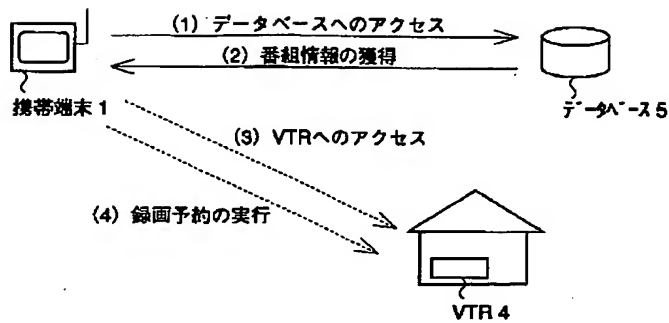 (1) データベースへのアクセス
(2) 番組情報の獲得
携帯端末 1
データベース 5
(3) VTRへのアクセス
(4) 録画予約の実行
VTR 4